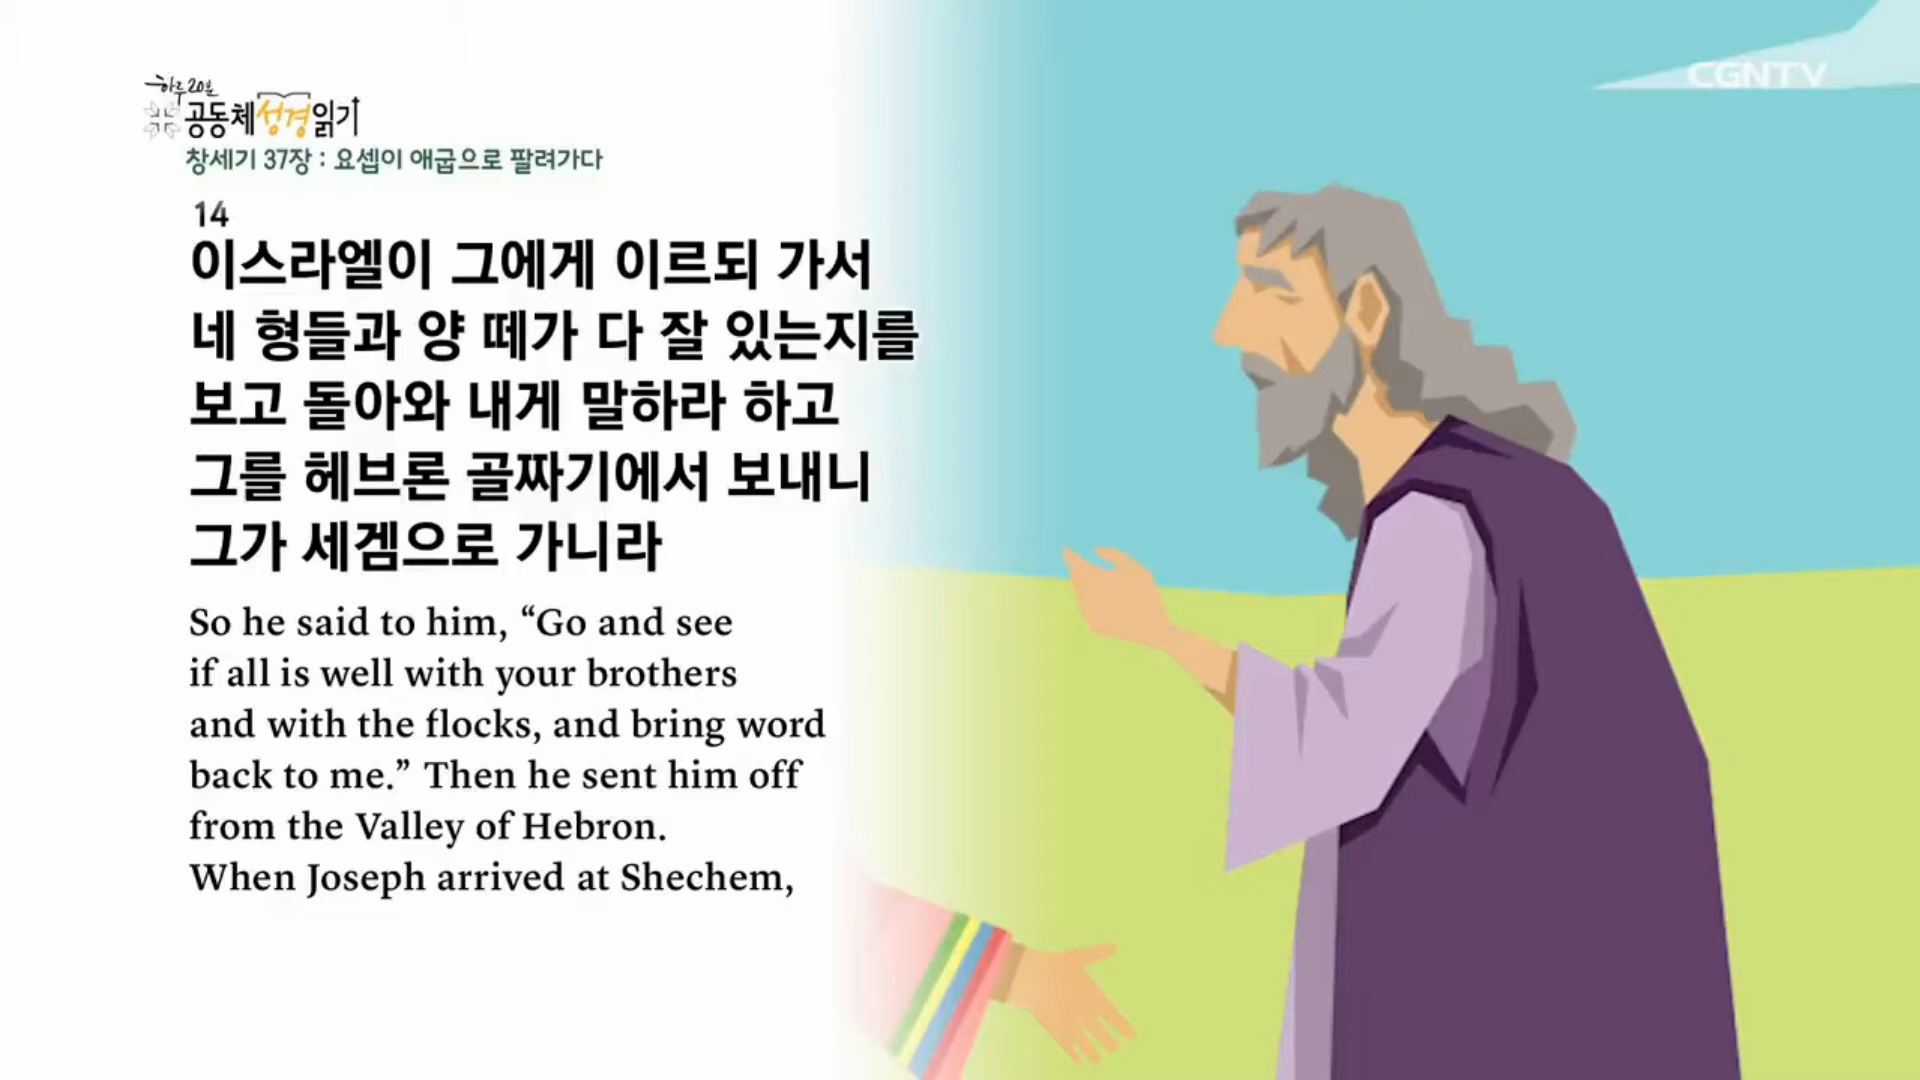 하루 20분
공동체성경읽기
CGNTV
창세기 37장 : 요셉이 애굽으로 팔려가다
14
이스라엘이 그에게 이르되 가서
네 형들과 양 떼가 다 잘 있는지를
보고 돌아와 내게 말하라 하고
그를 헤브론 골짜기에서 보내니
그가 세겜으로 가니라
So he said to him, “Go and see
if all is well with your brothers
and with the flocks, and bring word
back to me.” Then he sent him off
from the Valley of Hebron.
When Joseph arrived at Shechem,